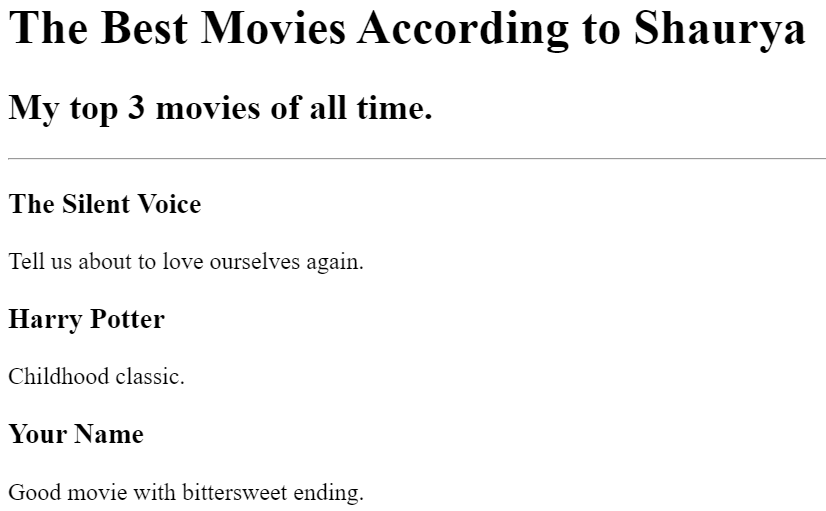 The Best Movies According to Shaurya
My top 3 movies of all time.
The Silent Voice
Tell us about to love ourselves again.
Harry Potter
Childhood classic.
Your Name
Good movie with bittersweet ending.